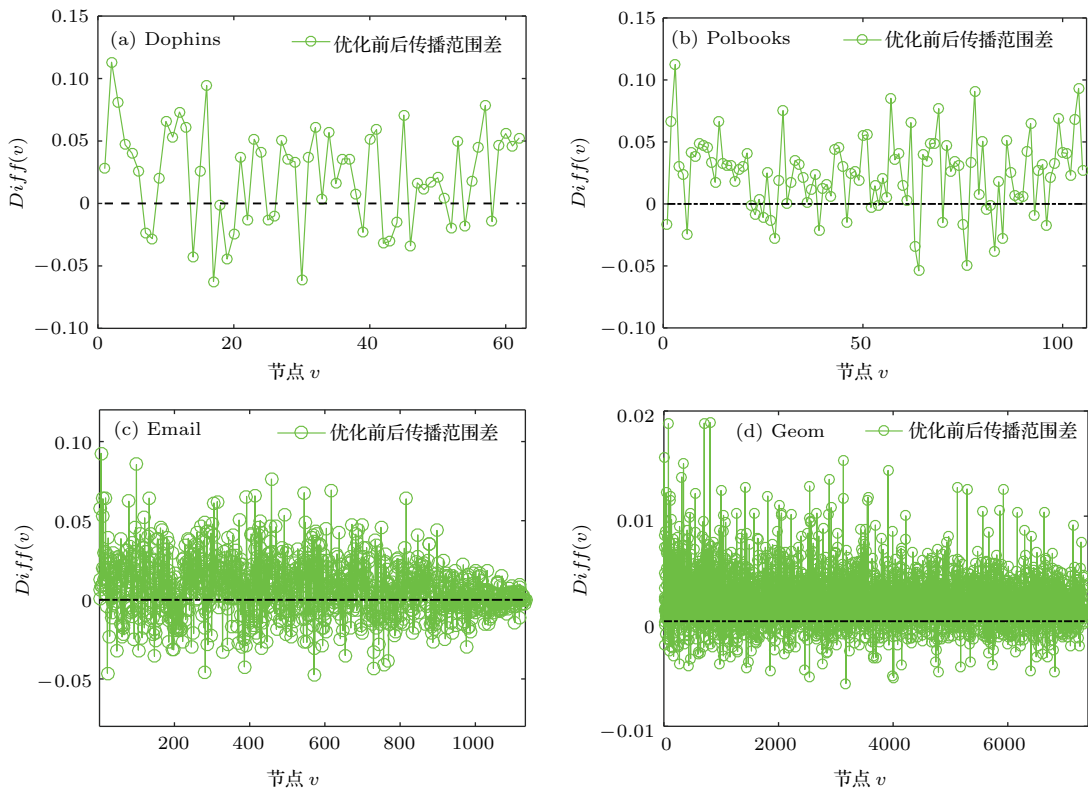 0.15
(a) Dophins
优化前后传播范围差
0.10
0.05
0
−0.05
−0.10
Diff(v)
0
20
40
60
节点 v
0.15
(b) Polbooks
优化前后传播范围差
0.10
0.05
0
−0.05
−0.10
Diff(v)
0
50
100
节点 v
(c) Email
优化前后传播范围差
0.10
0.05
0
−0.05
Diff(v)
200
400
600
800
1000
节点 v
0.02
(d) Geom
优化前后传播范围差
0.01
0
−0.01
Diff(v)
0
2000
4000
6000
节点 v